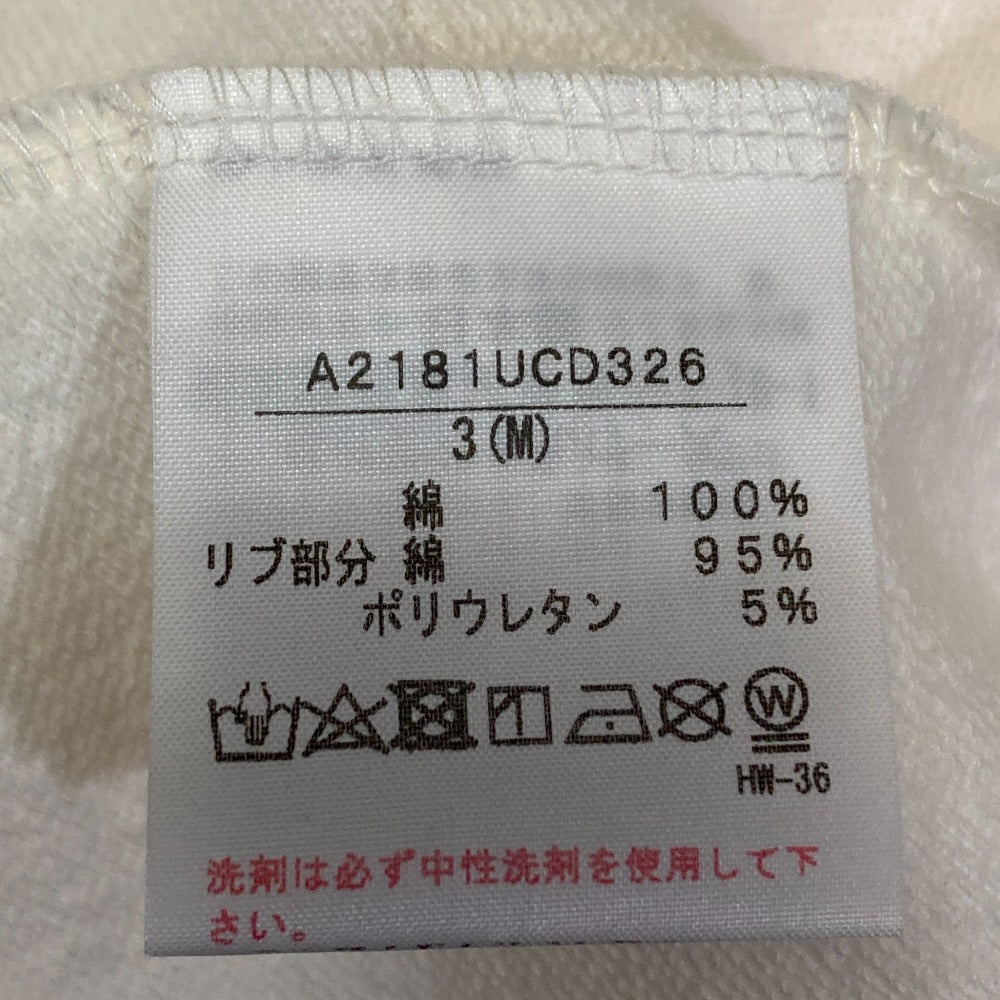 A2181UCD326
3(M)
綿 100%
リブ部分 綿 95%
ポリウレタン 5%
W
HW-36
洗剤は必ず中性洗剤を使用して下
さい。